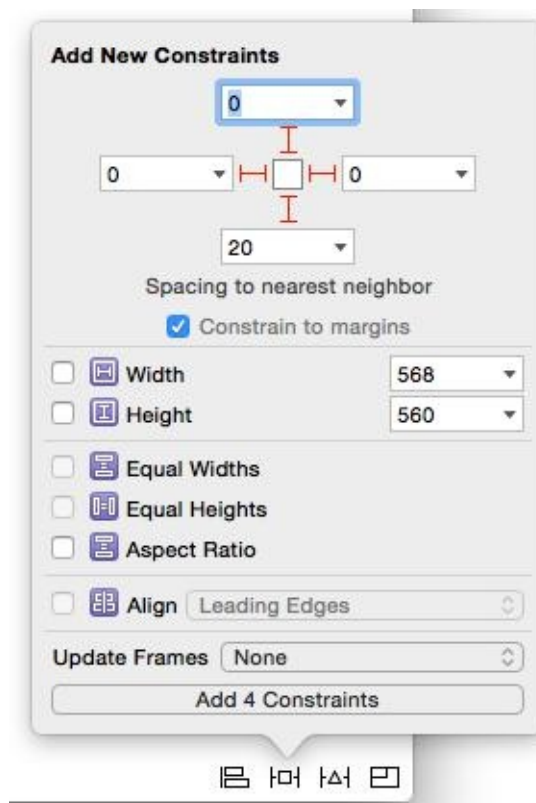 Add New Constraints
0
0 0
20
Spacing to nearest neighbor
Constrain to margins
Width 568
Height 560
Equal Widths
Equal Heights
Aspect Ratio
Align Leading Edges
Update Frames None
Add 4 Constraints